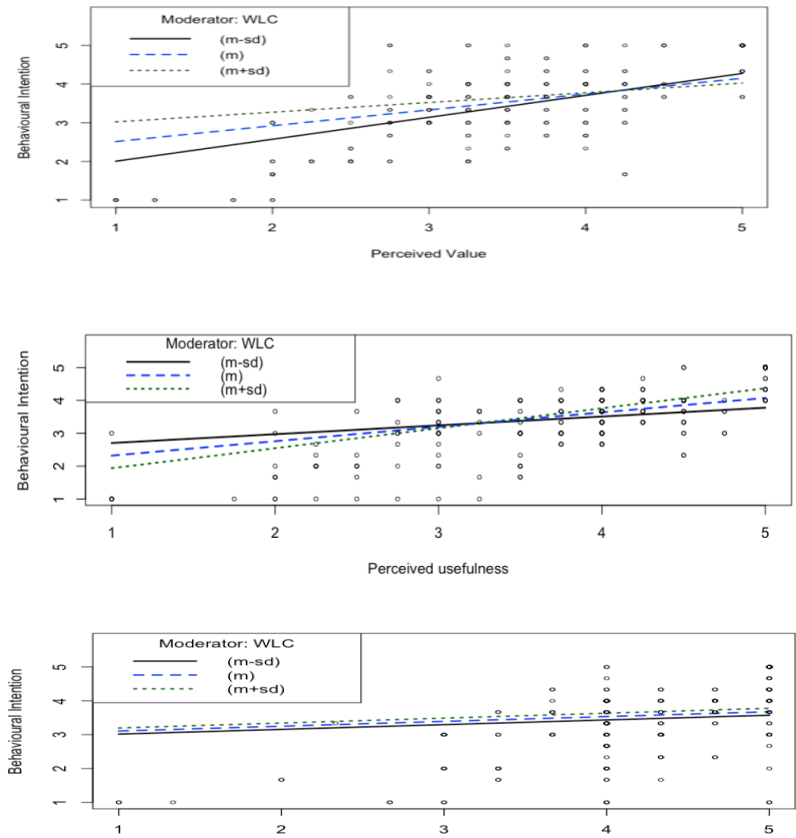 Moderator: WLC
(m-sd)
(m)
(m+sd)
Behavioural Intention
5
4
3
2
1
1 2 3 4 5
Perceived Value
Moderator: WLC
(m-sd)
(m)
(m+sd)
Behavioural Intention
5
4
3
2
1
1 2 3 4 5
Perceived usefulness
Moderator: WLC
(m-sd)
(m)
(m+sd)
Behavioural Intention
5
4
3
2
1
1 2 3 4 5